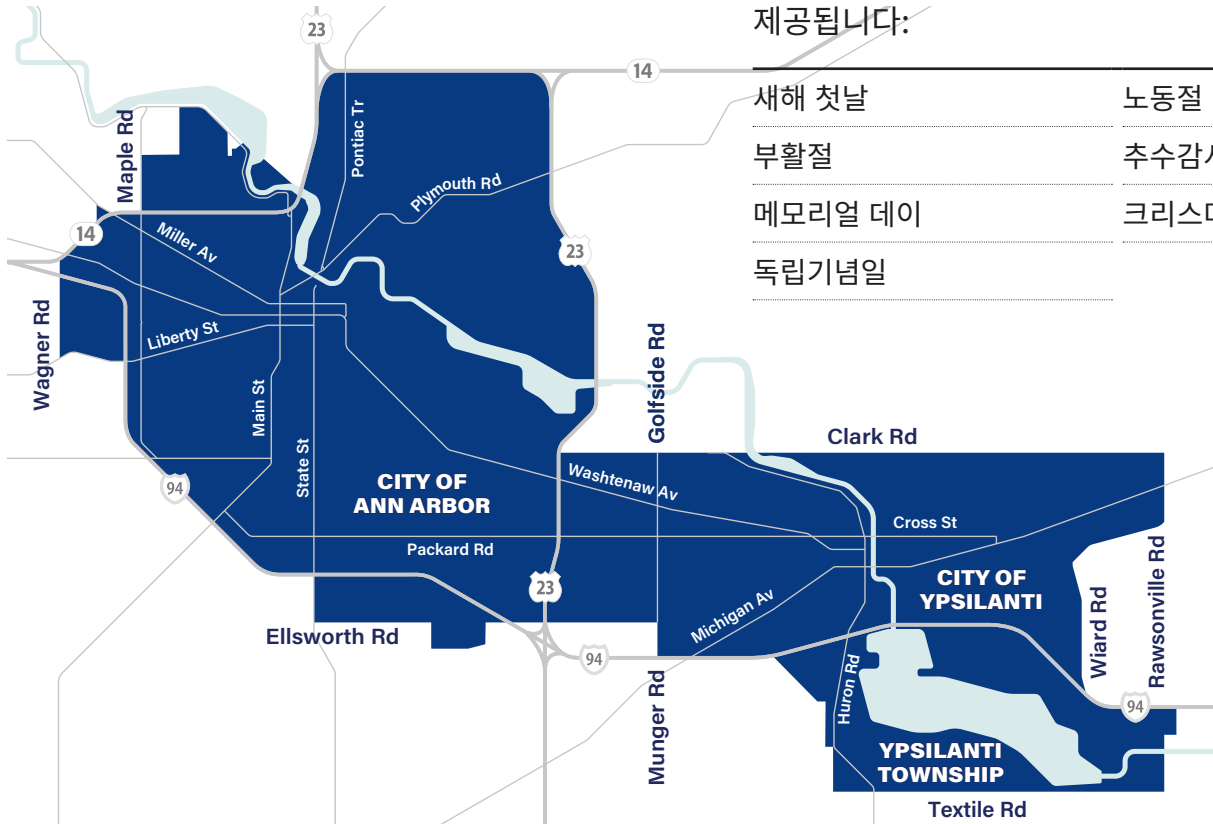 제공됩니다:
새해 첫날
노동절
부활절
메모리얼 데이
독립기념일
23
14
Pontiac Tr
Maple Rd
Plymouth Rd
14
Miller Av
23
Wagner Rd
Liberty St
Main St
State St
Golfside Rd
Clark Rd
94
CITY OF
ANN ARBOR
Washtenaw Av
Cross St
Packard Rd
23
CITY OF
YPSILANTI
Michigan Av
Wiard Rd
Rawsonville Rd
Ellsworth Rd
94
Munger Rd
Huron Rd
94
YPSILANTI
TOWNSHIP
Textile Rd